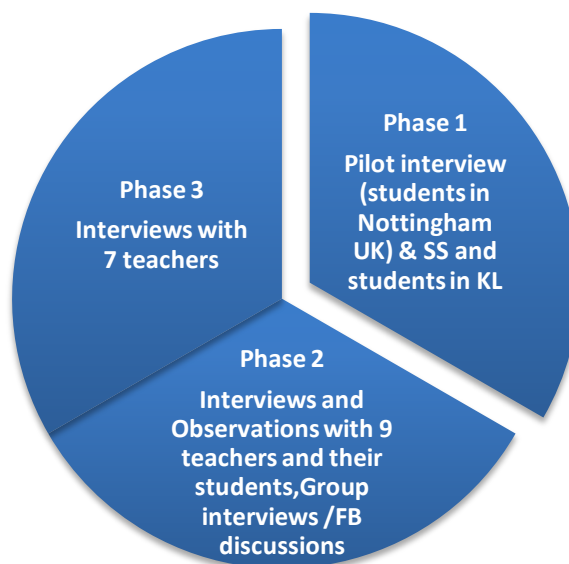 Phase 1
Pilot interview
(students in
Nottingham
UK) & SS and
students in KL
Phase 2
Interviews and
Observations with 9
teachers and their
students,Group
interviews /FB
discussions
Phase 3
Interviews with
7 teachers